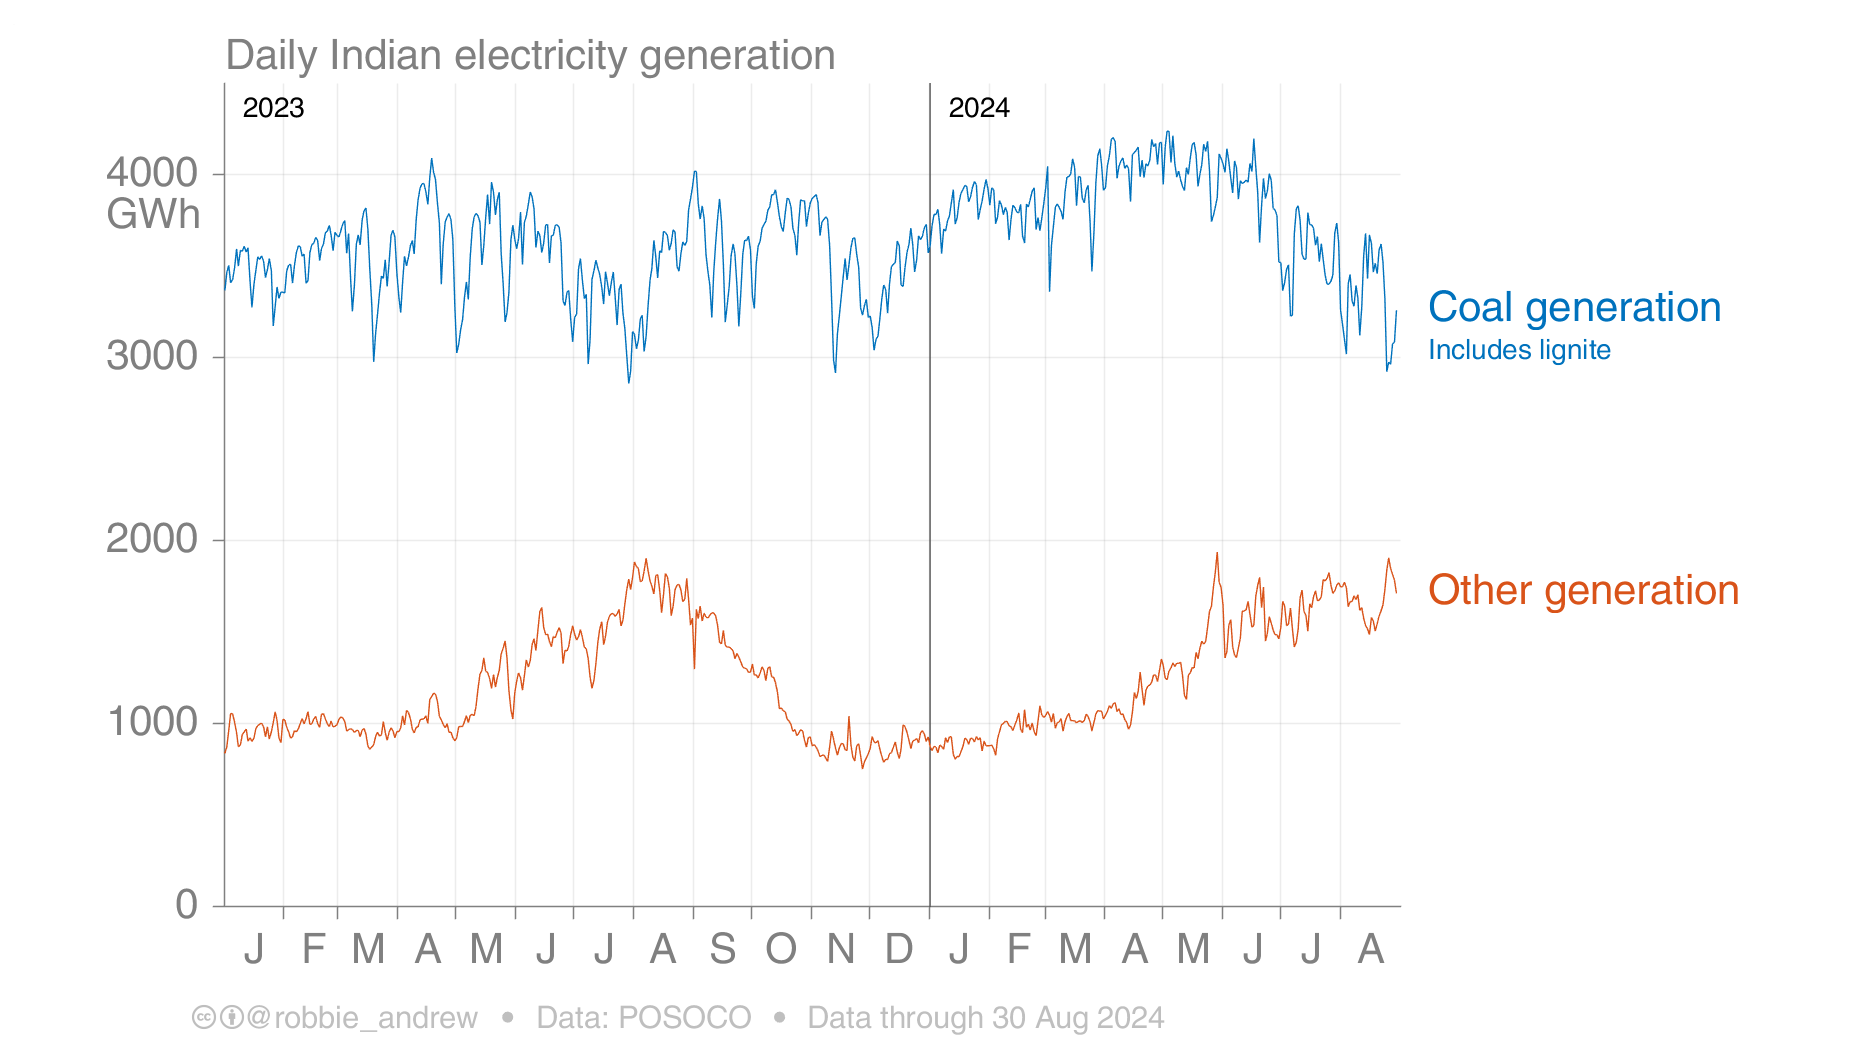 Daily Indian electricity generation
2023
2024
4000
GWh
3000
2000
1000
0
Coal generation
Includes lignite
Other generation
J F M A M J J A S O N D J F M A M J J A
@robbie_andrew • Data: POSOCO • Data through 30 Aug 2024